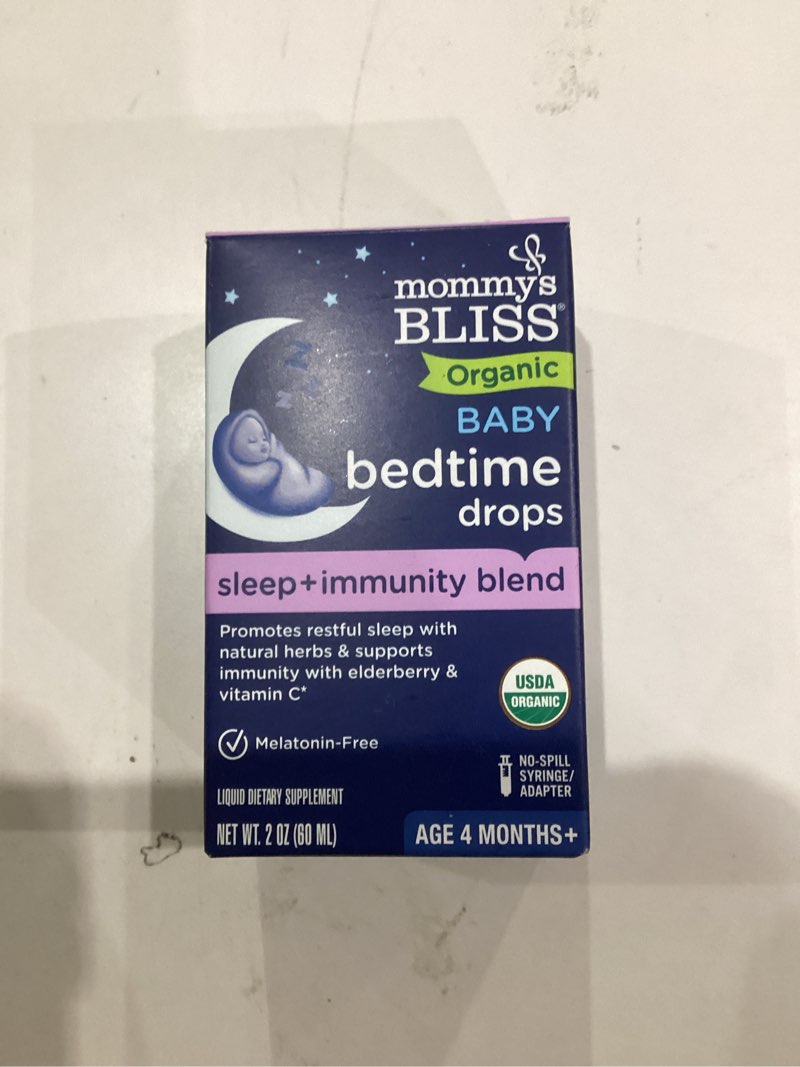 mommy's
BLISS®
Organic
BABY
bedtime
drops
sleep+immunity blend
Promotes restful sleep with
natural herbs & supports
immunity with elderberry &
vitamin C*
USDA
ORGANIC
Melatonin-Free
NO-SPILL
SYRINGE/
ADAPTER
LIQUID DIETARY SUPPLEMENT
NET WT. 2 OZ (60 ML)
AGE 4 MONTHS+
Z
Z
Z